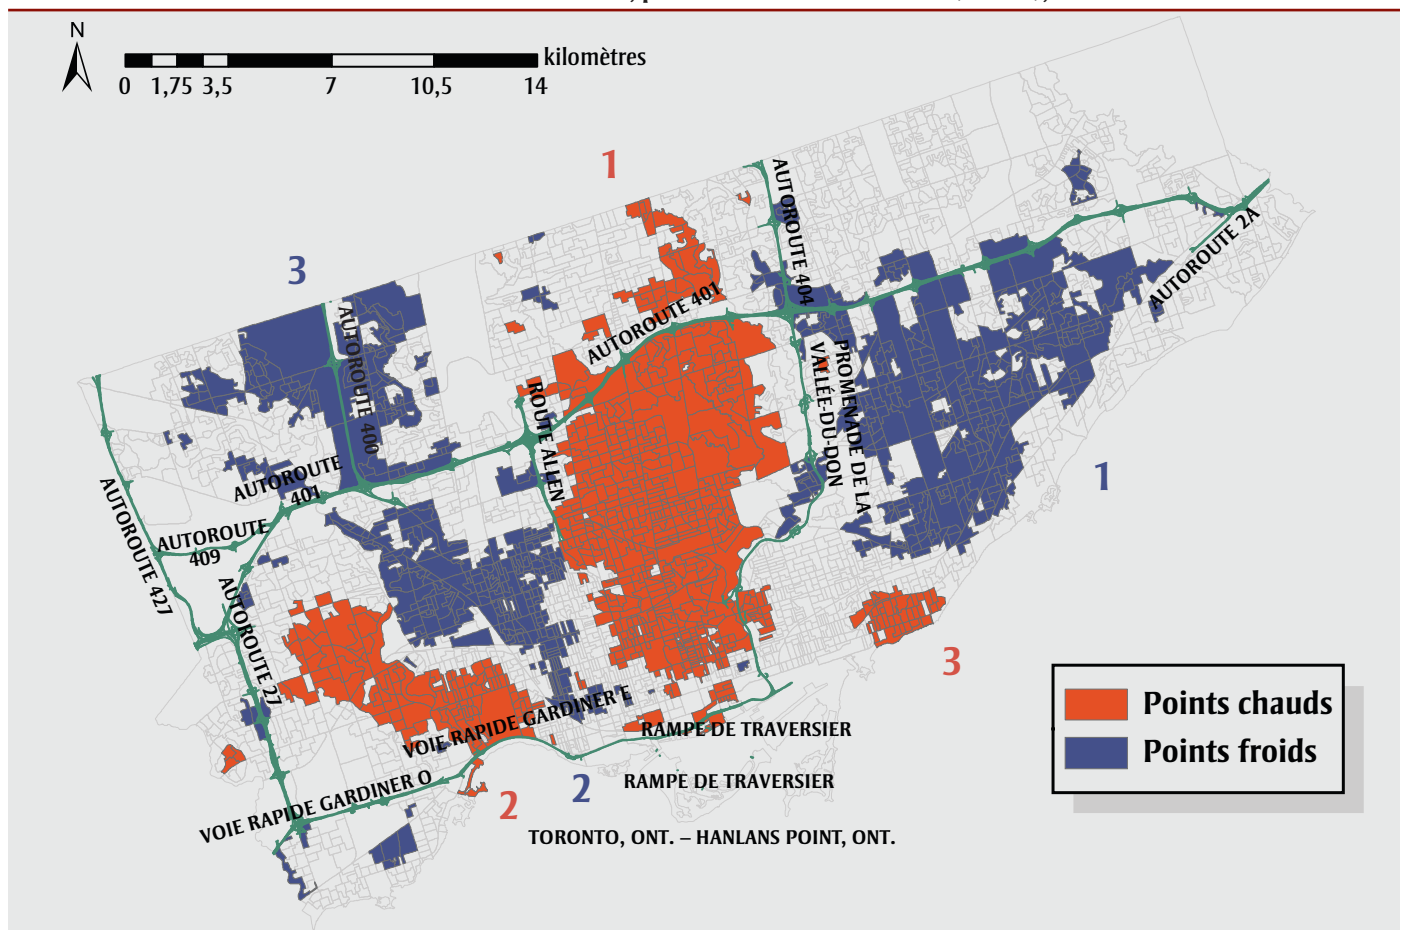 N
kilomètres
0 1,75 3,5 7 10,5 14
1
AUTOROUTE 404
3
AUTOROUTE 2A
AUTOROUTE 401
AUTOROUTE 400
PROMENADE DE LA
VALLÉE-DU-DON
ROUTE ALLEN
AUTOROUTE
401
1
AUTOROUTE 427
AUTOROUTE
409
AUTOROUTE 27
3
VOIE RAPIDE GARDINER E
RAMPE DE TRAVERSIER
Points chauds
Points froids
RAMPE DE TRAVERSIER
VOIE RAPIDE GARDINER O
2
2
TORONTO, ONT. – HANLANS POINT, ONT.